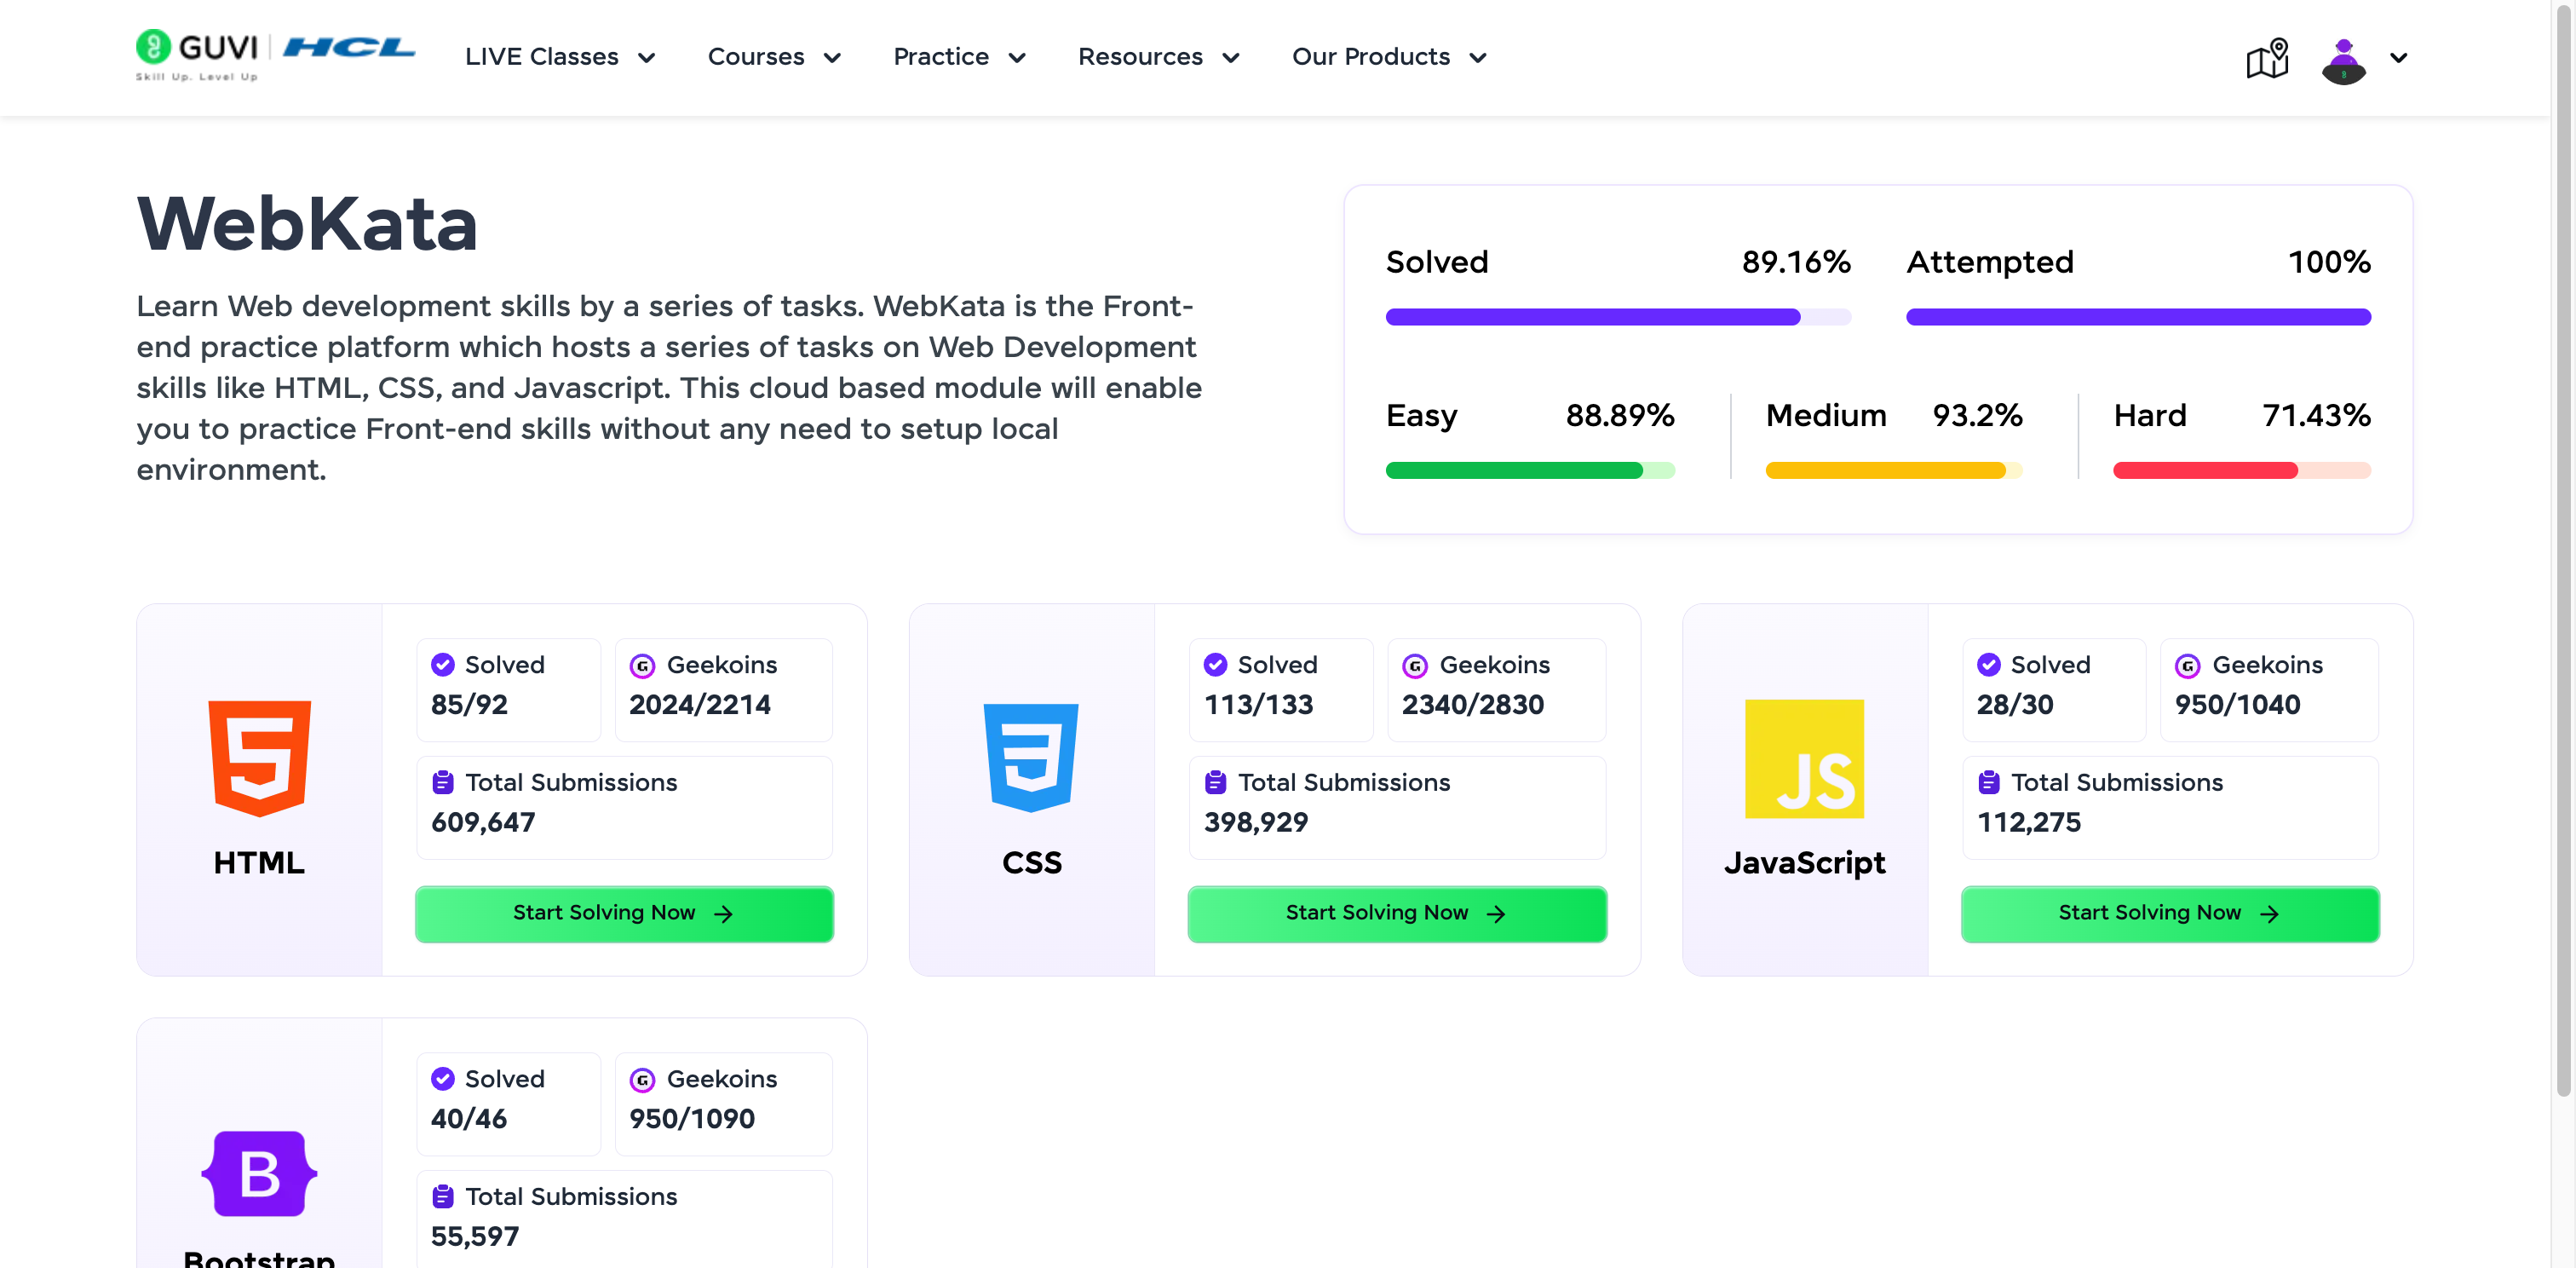 GUVI | HCL
Skill Up. Level Up
LIVE Classes
Courses
Practice
Resources
Our Products
WebKata
Learn Web development skills by a series of tasks. WebKata is the Front-
end practice platform which hosts a series of tasks on Web Development
skills like HTML, CSS, and Javascript. This cloud based module will enable
you to practice Front-end skills without any need to setup local
environment.
Solved 89.16%
Attempted 100%
Easy 88.89%
Medium 93.2%
Hard 71.43%
HTML
Solved
85/92
Geekoins
2024/2214
Total Submissions
609,647
Start Solving Now
CSS
Solved
113/133
Geekoins
2340/2830
Total Submissions
398,929
Start Solving Now
JS
JavaScript
Solved
28/30
Geekoins
950/1040
Total Submissions
112,275
Start Solving Now
B
Bootstrap
Solved
40/46
Geekoins
950/1090
Total Submissions
55,597